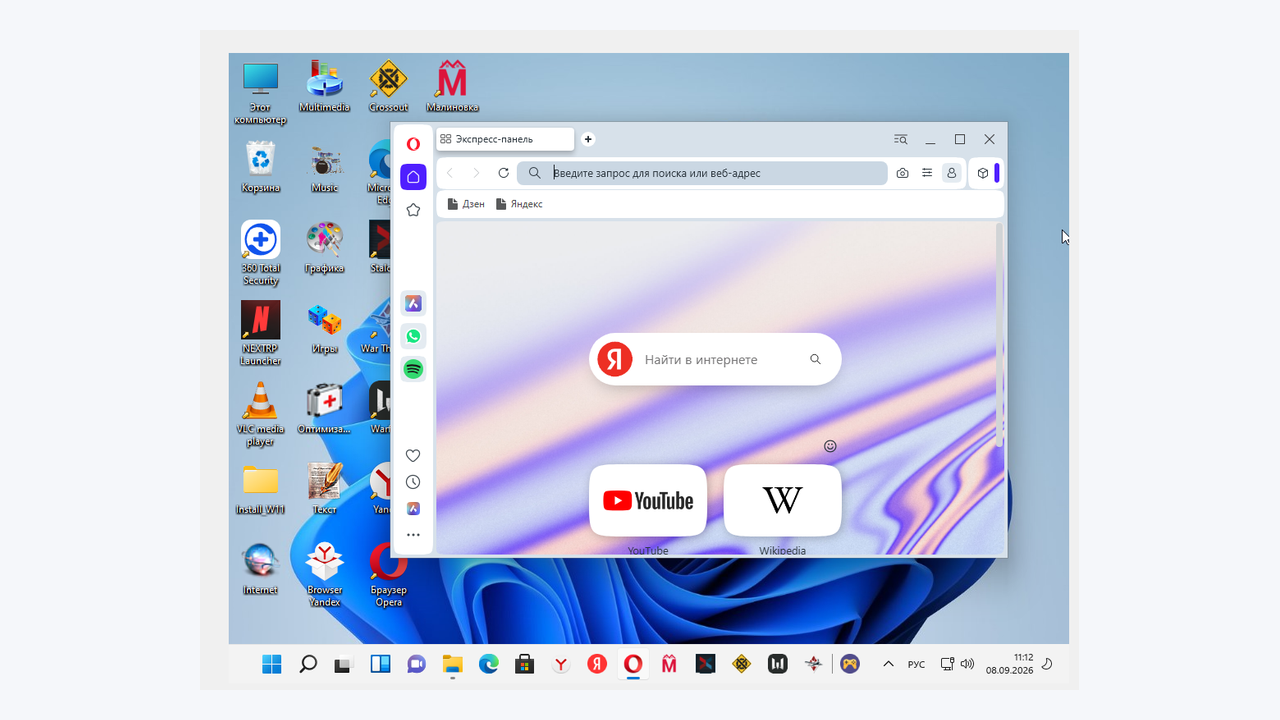 Этот
компьютер
Multimedia
Crossout
Малиновка
Корзина
Music
360 Total
Security
Графика
NEXTRP
Launcher
Игры
War Th
VLC media
player
Оптимиза...
Install_W11
Текст
Internet
Browser
Yandex
Браузер
Opera
Экспресс-панель
Введите запрос для поиска или веб-адрес
Дзен
Яндекс
Я
Найти в интернете
YouTube
W
YouTube
Wikipedia
РУС
11:12
08.09.2026